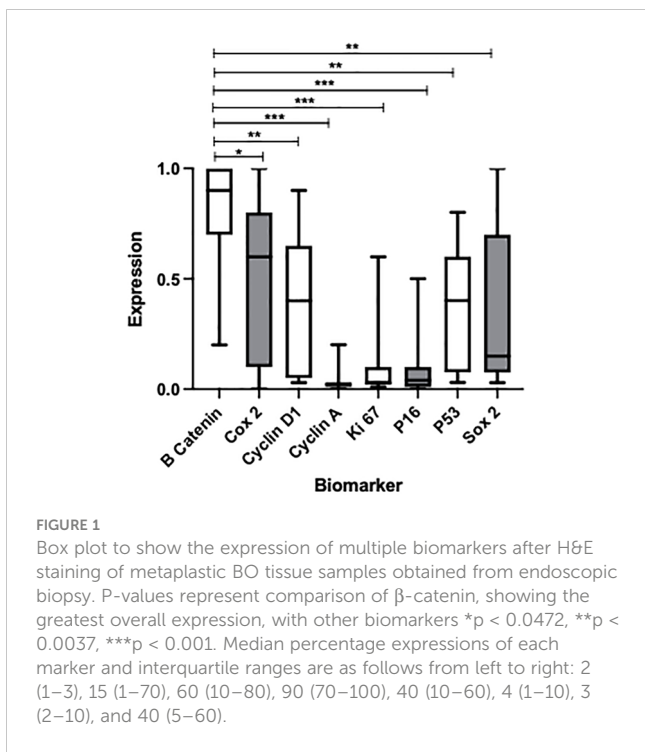 **
**
***
***
***
**
*
1.0
0.5
0.0
Expression
B Catenin
Cox 2
Cyclin D1
Cyclin A
Ki 67
P16
P53
Sox 2
Biomarker
FIGURE 1
Box plot to show the expression of multiple biomarkers after H&E
staining of metaplastic BO tissue samples obtained from endoscopic
biopsy. P-values represent comparison of β-catenin, showing the
greatest overall expression, with other biomarkers *p < 0.0472, **p <
0.0037, ***p < 0.001. Median percentage expressions of each
marker and interquartile ranges are as follows from left to right: 2
(1–3), 15 (1–70), 60 (10–80), 90 (70–100), 40 (10–60), 4 (1–10), 3
(2–10), and 40 (5–60).